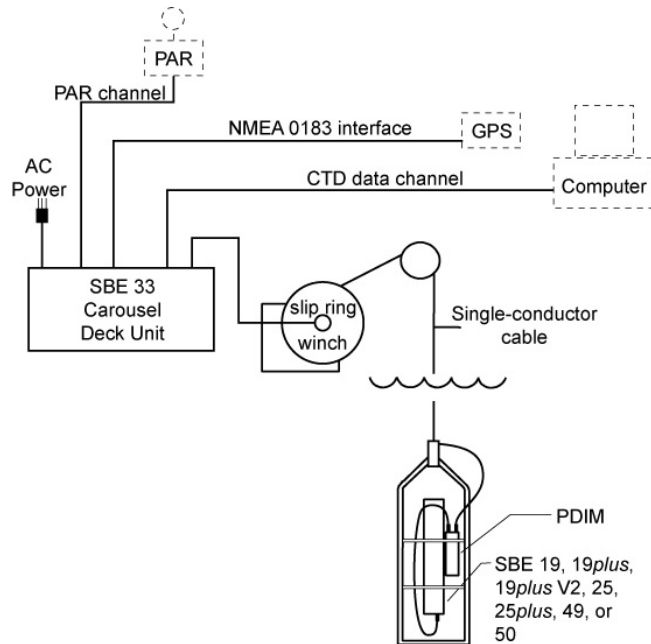 PAR
PAR channel
NMEA 0183 interface
GPS
AC
Power
CTD data channel
Computer
SBE 33
Carousel
Deck Unit
slip ring
winch
Single-conductor
cable
PDIM
SBE 19, 19plus,
19plus V2, 25,
25plus, 49, or
50